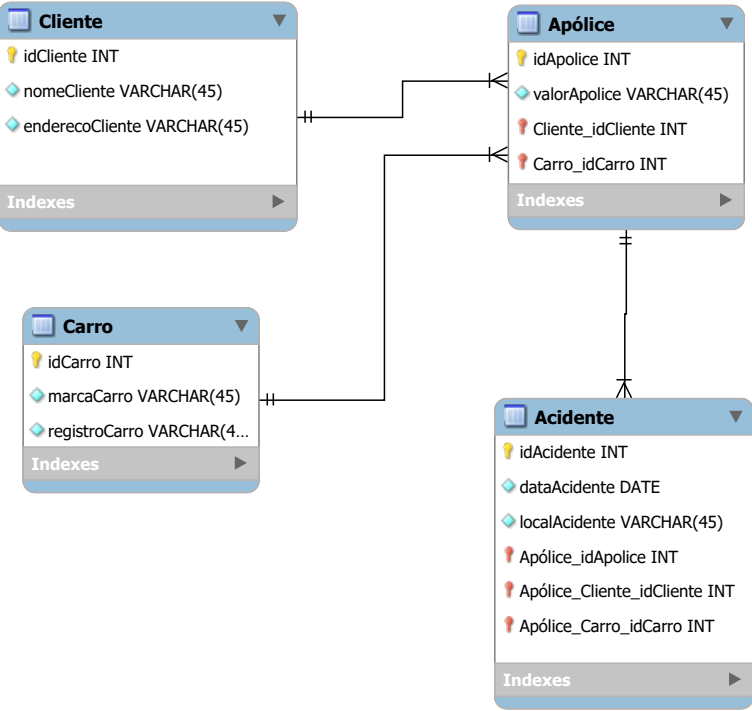 Cliente
idCliente INT
nomeCliente VARCHAR(45)
enderecoCliente VARCHAR(45)
Indexes
Apólice
idApolice INT
valorApolice VARCHAR(45)
Cliente_idCliente INT
Carro_idCarro INT
Indexes
Carro
idCarro INT
marcaCarro VARCHAR(45)
registroCarro VARCHAR(4...
Indexes
Acidente
idAcidente INT
dataAcidente DATE
localAcidente VARCHAR(45)
Apólice_idApolice INT
Apólice_Cliente_idCliente INT
Apólice_Carro_idCarro INT
Indexes